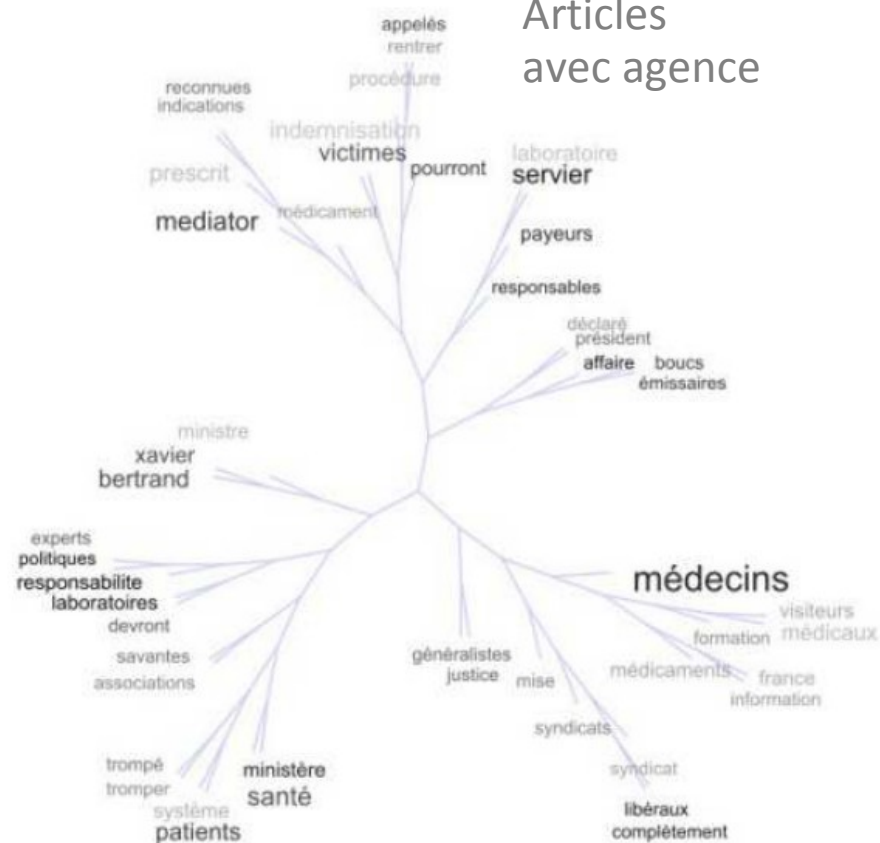 Articles
avec agence
appelés
rentrer
procédure
reconnues
indications
indemnisation
victimes
pourront
prescrit
médicament
mediator
laboratoire
servier
payeurs
responsables
déclaré
président
affaire
boucs
émissaires
ministre
xavier
bertrand
experts
politiques
responsabilite
laboratoires
devront
savantes
associations
trompé
tromper
système
patients
ministère
santé
généralistes
justice
mise
syndicats
syndicat
libéraux
complètement
médecins
visiteurs
médicaux
formation
médicaments
france
information